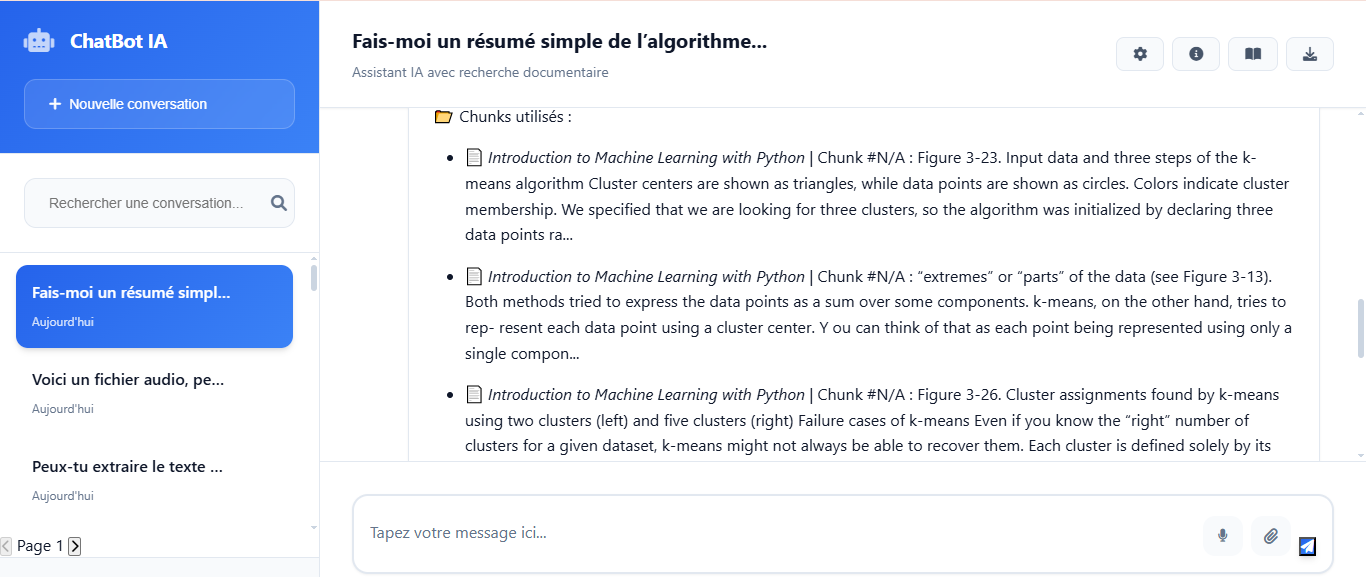 ChatBot IA
+ Nouvelle conversation
Rechercher une conversation...
Fais-moi un résumé simpl...
Aujourd'hui
Voici un fichier audio, pe...
Aujourd'hui
Peux-tu extraire le texte ...
Aujourd'hui
Page 1
Fais-moi un résumé simple de l’algorithme...
Assistant IA avec recherche documentaire
Chunks utilisés :
Introduction to Machine Learning with Python | Chunk #N/A : Figure 3-23. Input data and three steps of the k-
means algorithm Cluster centers are shown as triangles, while data points are shown as circles. Colors indicate cluster
membership. We specified that we are looking for three clusters, so the algorithm was initialized by declaring three
data points ra...
Introduction to Machine Learning with Python | Chunk #N/A : “extremes” or “parts” of the data (see Figure 3-13).
Both methods tried to express the data points as a sum over some components. k-means, on the other hand, tries to
rep- resent each data point using a cluster center. Y ou can think of that as each point being represented using only a
single compon...
Introduction to Machine Learning with Python | Chunk #N/A : Figure 3-26. Cluster assignments found by k-means
using two clusters (left) and five clusters (right) Failure cases of k-means Even if you know the “right” number of
clusters for a given dataset, k-means might not always be able to recover them. Each cluster is defined solely by its
Tapez votre message ici...